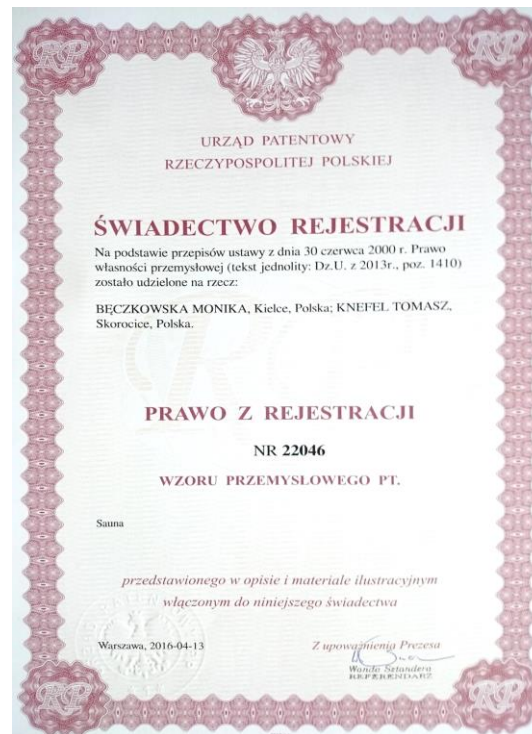 URZĄD PATENTOWY
RZECZYPOSPOLITEJ POLSKIEJ
ŚWIADECTWO REJESTRACJI
Na podstawie przepisów ustawy z dnia 30 czerwca 2000 r. Prawo
własności przemysłowej (tekst jednolity: Dz.U. z 2013r., poz. 1410)
zostało udzielone na rzecz:
BĘCZKOWSKA MONIKA, Kielce, Polska; KNEFEL TOMASZ,
Skorocice, Polska.
PRAWO Z REJESTRACJI
NR 22046
WZORU PRZEMYSŁOWEGO PT.
Sauna
przedstawionego w opisie i materiale ilustracyjnym
włączonym do niniejszego świadectwa
Warszawa, 2016-04-13
Z upoważnienia Prezesa
Wanda Sztandera
REFERENDARZ